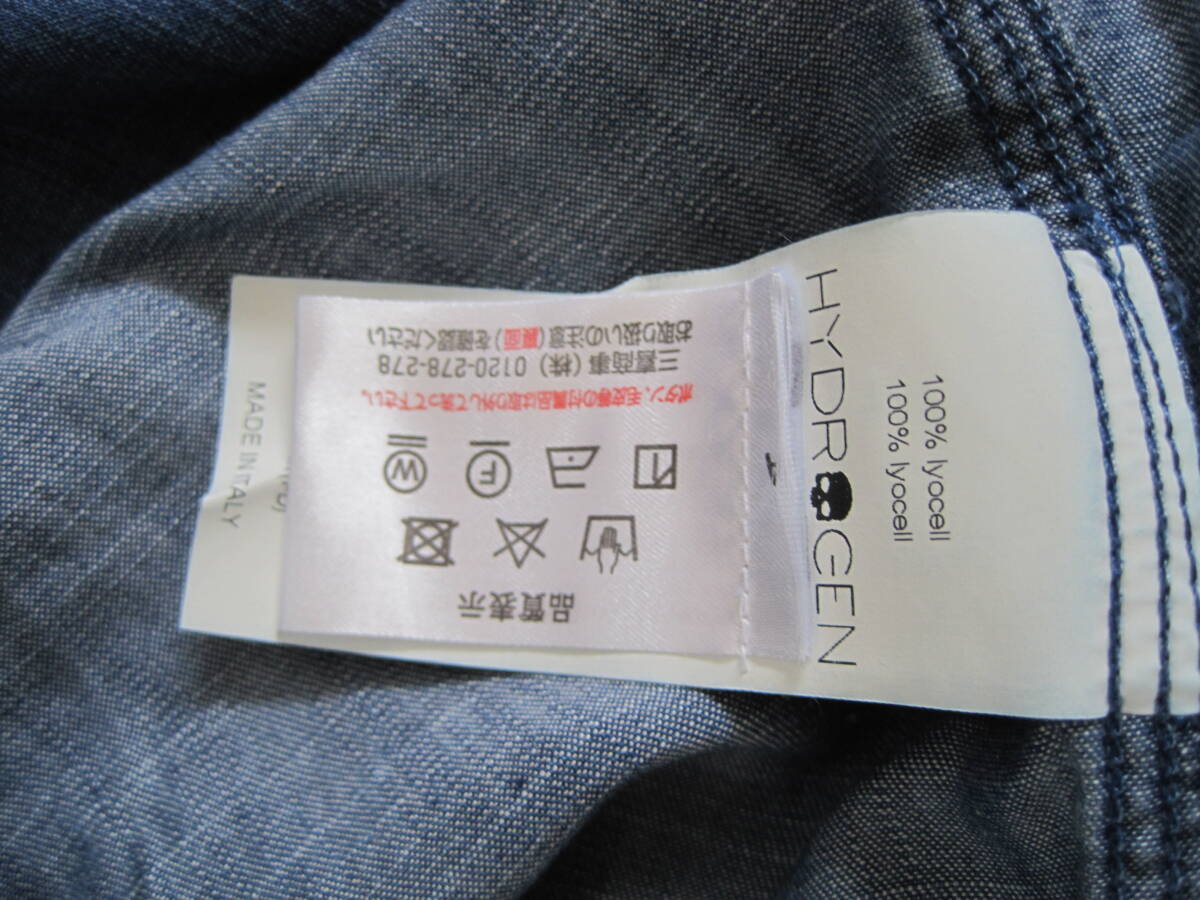 HYDROGEN
100% lyocell
100% lyocell
品質表示
W
F
ボタン、毛皮等の付属品は取り外して洗って下さい。
三喜商事(株) 0120-278-278
お取り扱いの注意(裏面)を確認ください
MADE IN ITALY